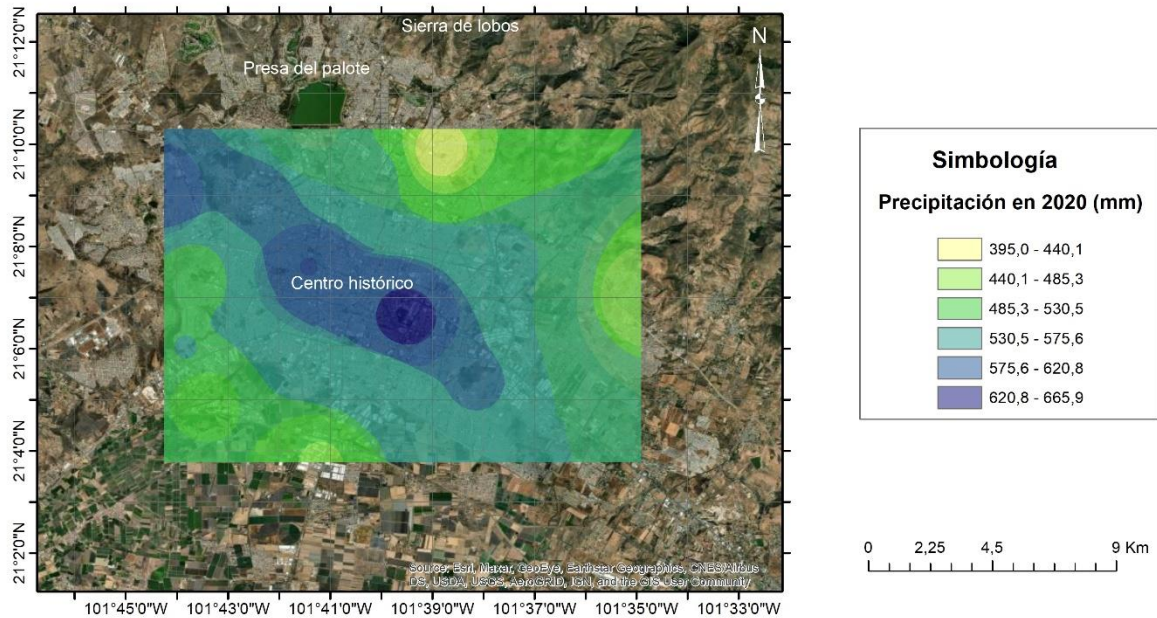 Sierra de lobos
Presa del palote
Centro histórico
N
21°12'0"N
21°10'0"N
21°8'0"N
21°6'0"N
21°4'0"N
21°2'0"N
101°45'0"W
101°43'0"W
101°41'0"W
101°39'0"W
101°37'0"W
101°35'0"W
101°33'0"W
Source: Esri, Maxar, GeoEye, Earthstar Geographics, CNES/Airbus
DS, USDA, USGS, AeroGRID, IGN, and the GIS User Community
Simbología
Precipitación en 2020 (mm)
395,0 - 440,1
440,1 - 485,3
485,3 - 530,5
530,5 - 575,6
575,6 - 620,8
620,8 - 665,9
0 2,25 4,5 9 Km